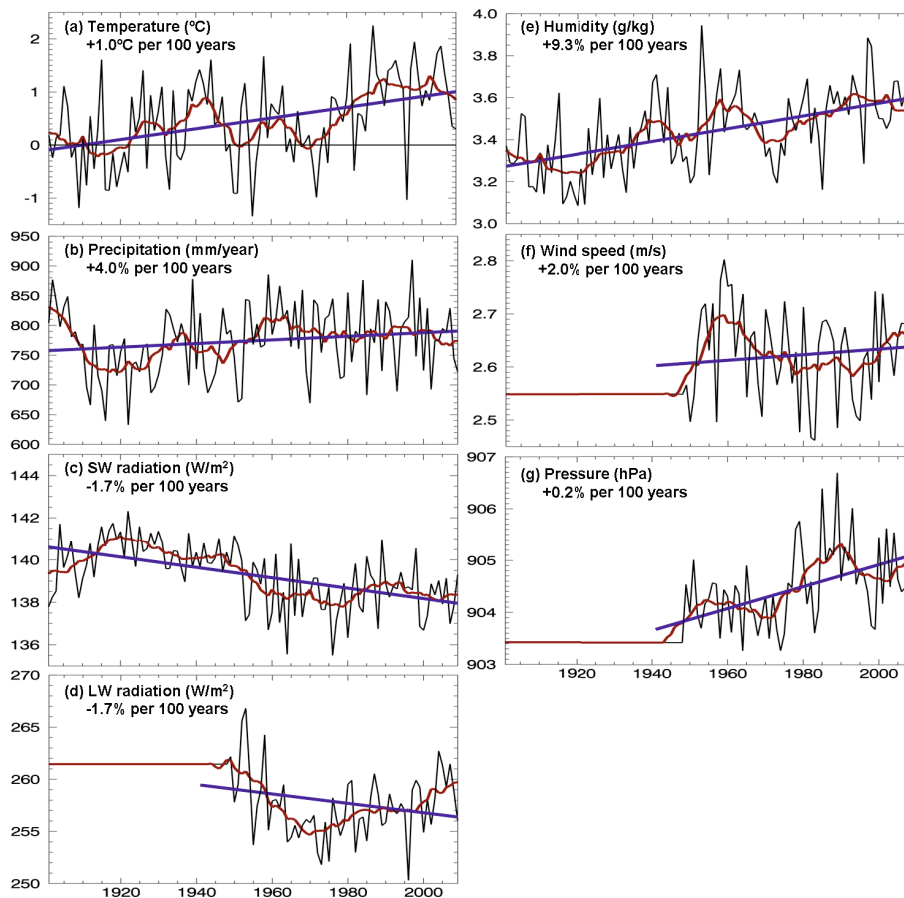 (a) Temperature (ºC)
+1.0ºC per 100 years
2
1
0
-1
(b) Precipitation (mm/year)
+4.0% per 100 years
950
900
850
800
750
700
650
600
(c) SW radiation (W/m²)
-1.7% per 100 years
144
142
140
138
136
(d) LW radiation (W/m²)
-1.7% per 100 years
270
265
260
255
250
1920 1940 1960 1980 2000
(e) Humidity (g/kg)
+9.3% per 100 years
4.0
3.8
3.6
3.4
3.2
3.0
(f) Wind speed (m/s)
+2.0% per 100 years
2.8
2.7
2.6
2.5
(g) Pressure (hPa)
+0.2% per 100 years
907
906
905
904
903
1920 1940 1960 1980 2000